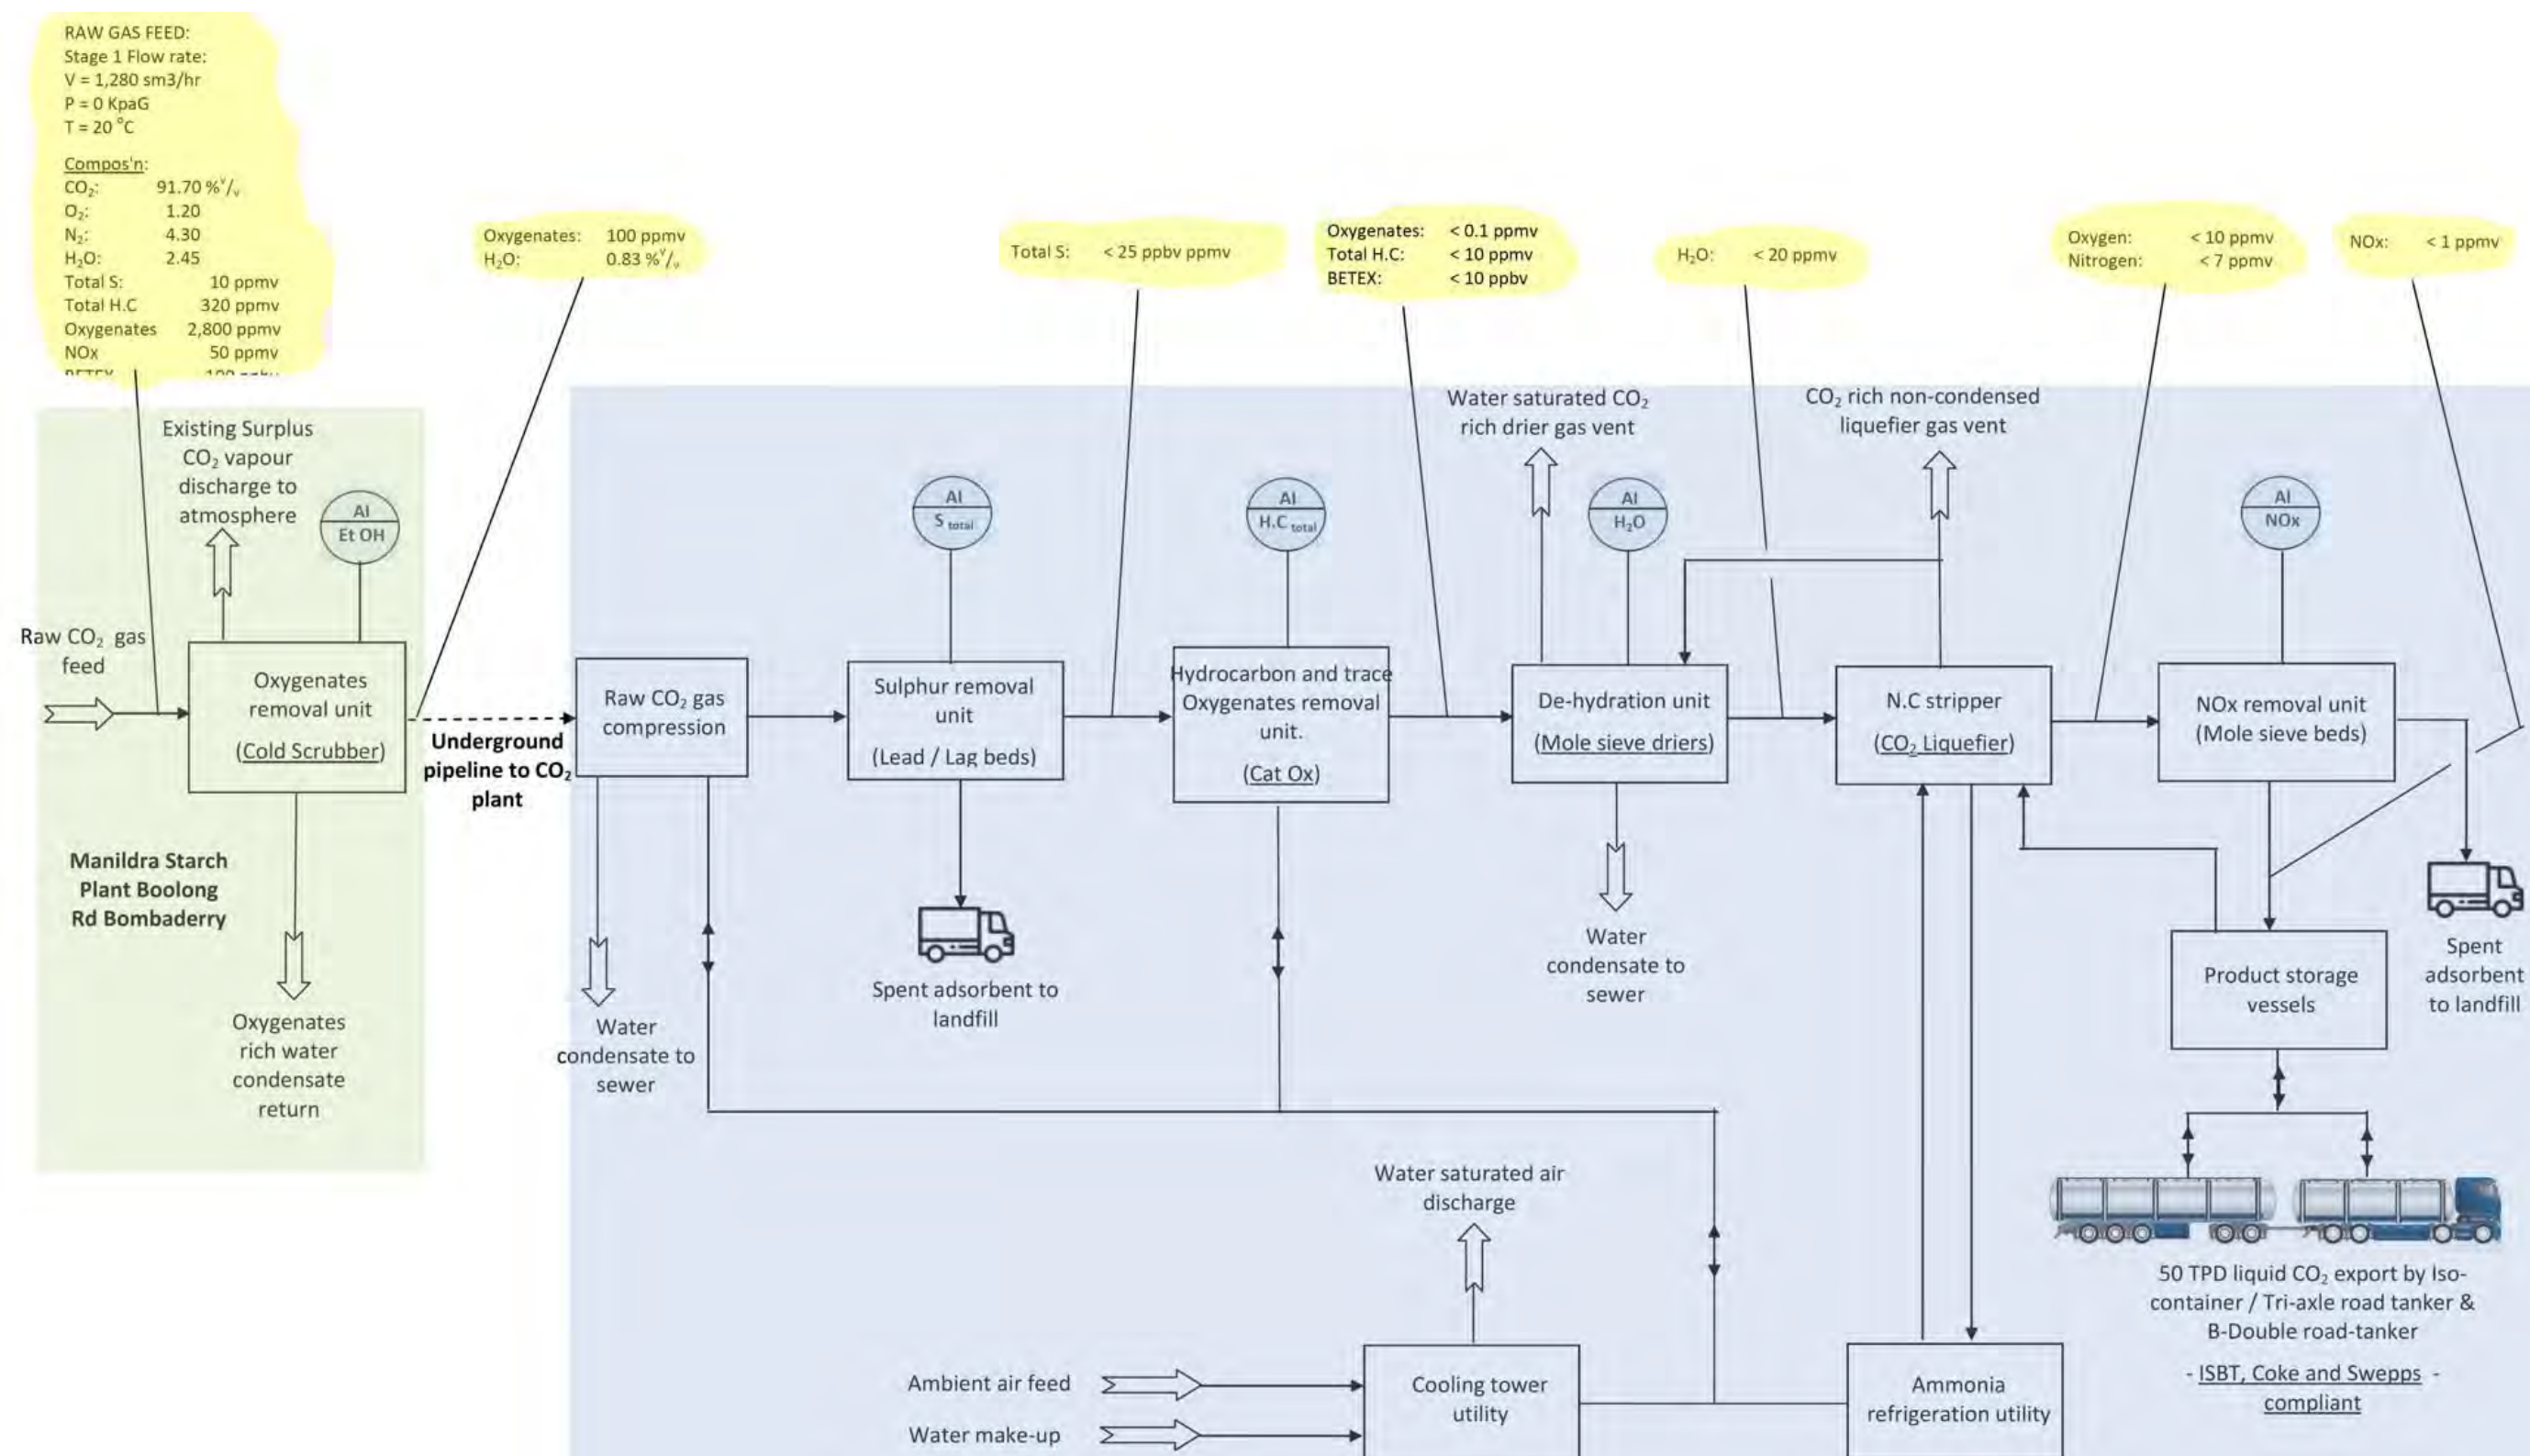 RAW GAS FEED:
Stage 1 Flow rate:
V = 1,280 sm3/hr
P = 0 KpaG
T = 20 °C
Compos'n:
CO₂: 91.70 %ᵛ/ᵥ
O₂: 1.20
N₂: 4.30
H₂O: 2.45
Total S: 10 ppmv
Total H.C 320 ppmv
Oxygenates 2,800 ppmv
NOx 50 ppmv
Oxygenates: 100 ppmv
H₂O: 0.83 %ᵛ/ᵥ
Total S: < 25 ppbv ppmv
Oxygenates: < 0.1 ppmv
Total H.C: < 10 ppmv
BETEX: < 10 ppbv
H₂O: < 20 ppmv
Oxygen: < 10 ppmv
Nitrogen: < 7 ppmv
NOx: < 1 ppmv
Existing Surplus
CO₂ vapour
discharge to
atmosphere
AI
Et OH
AI
S total
AI
H.C total
Water saturated CO₂
rich drier gas vent
AI
H₂O
CO₂ rich non-condensed
liquefier gas vent
AI
NOx
Raw CO₂ gas
feed
Oxygenates
removal unit
(Cold Scrubber)
Underground
pipeline to CO₂
plant
Raw CO₂ gas
compression
Sulphur removal
unit
(Lead / Lag beds)
Hydrocarbon and trace
Oxygenates removal
unit.
(Cat Ox)
De-hydration unit
(Mole sieve driers)
N.C stripper
(CO₂ Liquefier)
NOx removal unit
(Mole sieve beds)
Manildra Starch
Plant Boolong
Rd Bombaderry
Oxygenates
rich water
condensate
return
Water
condensate to
sewer
Spent adsorbent to
landfill
Water
condensate to
sewer
Product storage
vessels
Spent
adsorbent
to landfill
Water saturated air
discharge
50 TPD liquid CO₂ export by Iso-
container / Tri-axle road tanker &
B-Double road-tanker
- ISBT, Coke and Swepps -
compliant
Ambient air feed
Water make-up
Cooling tower
utility
Ammonia
refrigeration utility